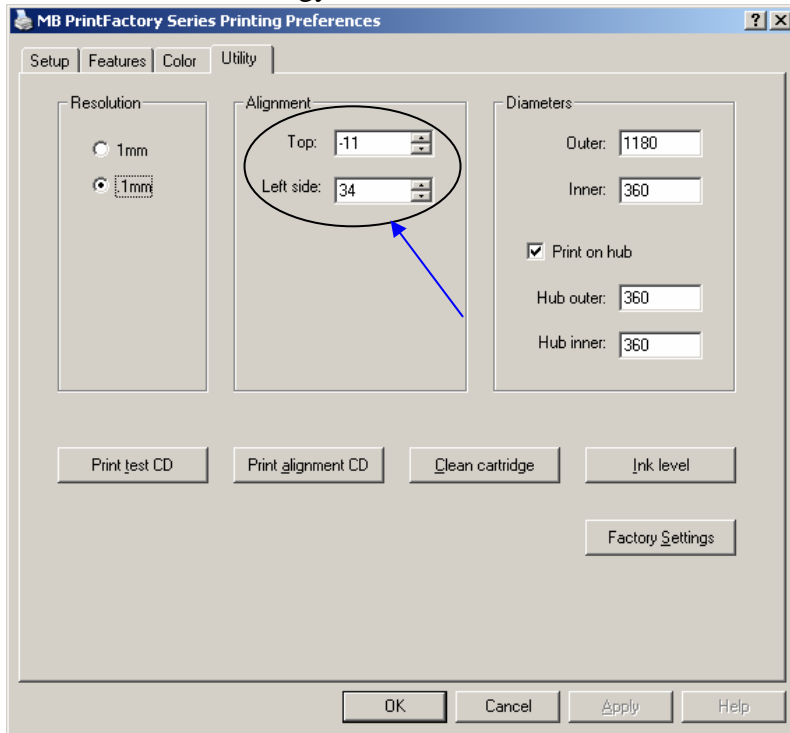 MB PrintFactory Series Printing Preferences
Setup Features Color Utility
Resolution
1mm
.1mm
Alignment
Top: -11
Left side: 34
Diameters
Outer: 1180
Inner: 360
Print on hub
Hub outer: 360
Hub inner: 360
Print test CD Print alignment CD Clean cartridge Ink level
Factory Settings
OK Cancel Apply Help